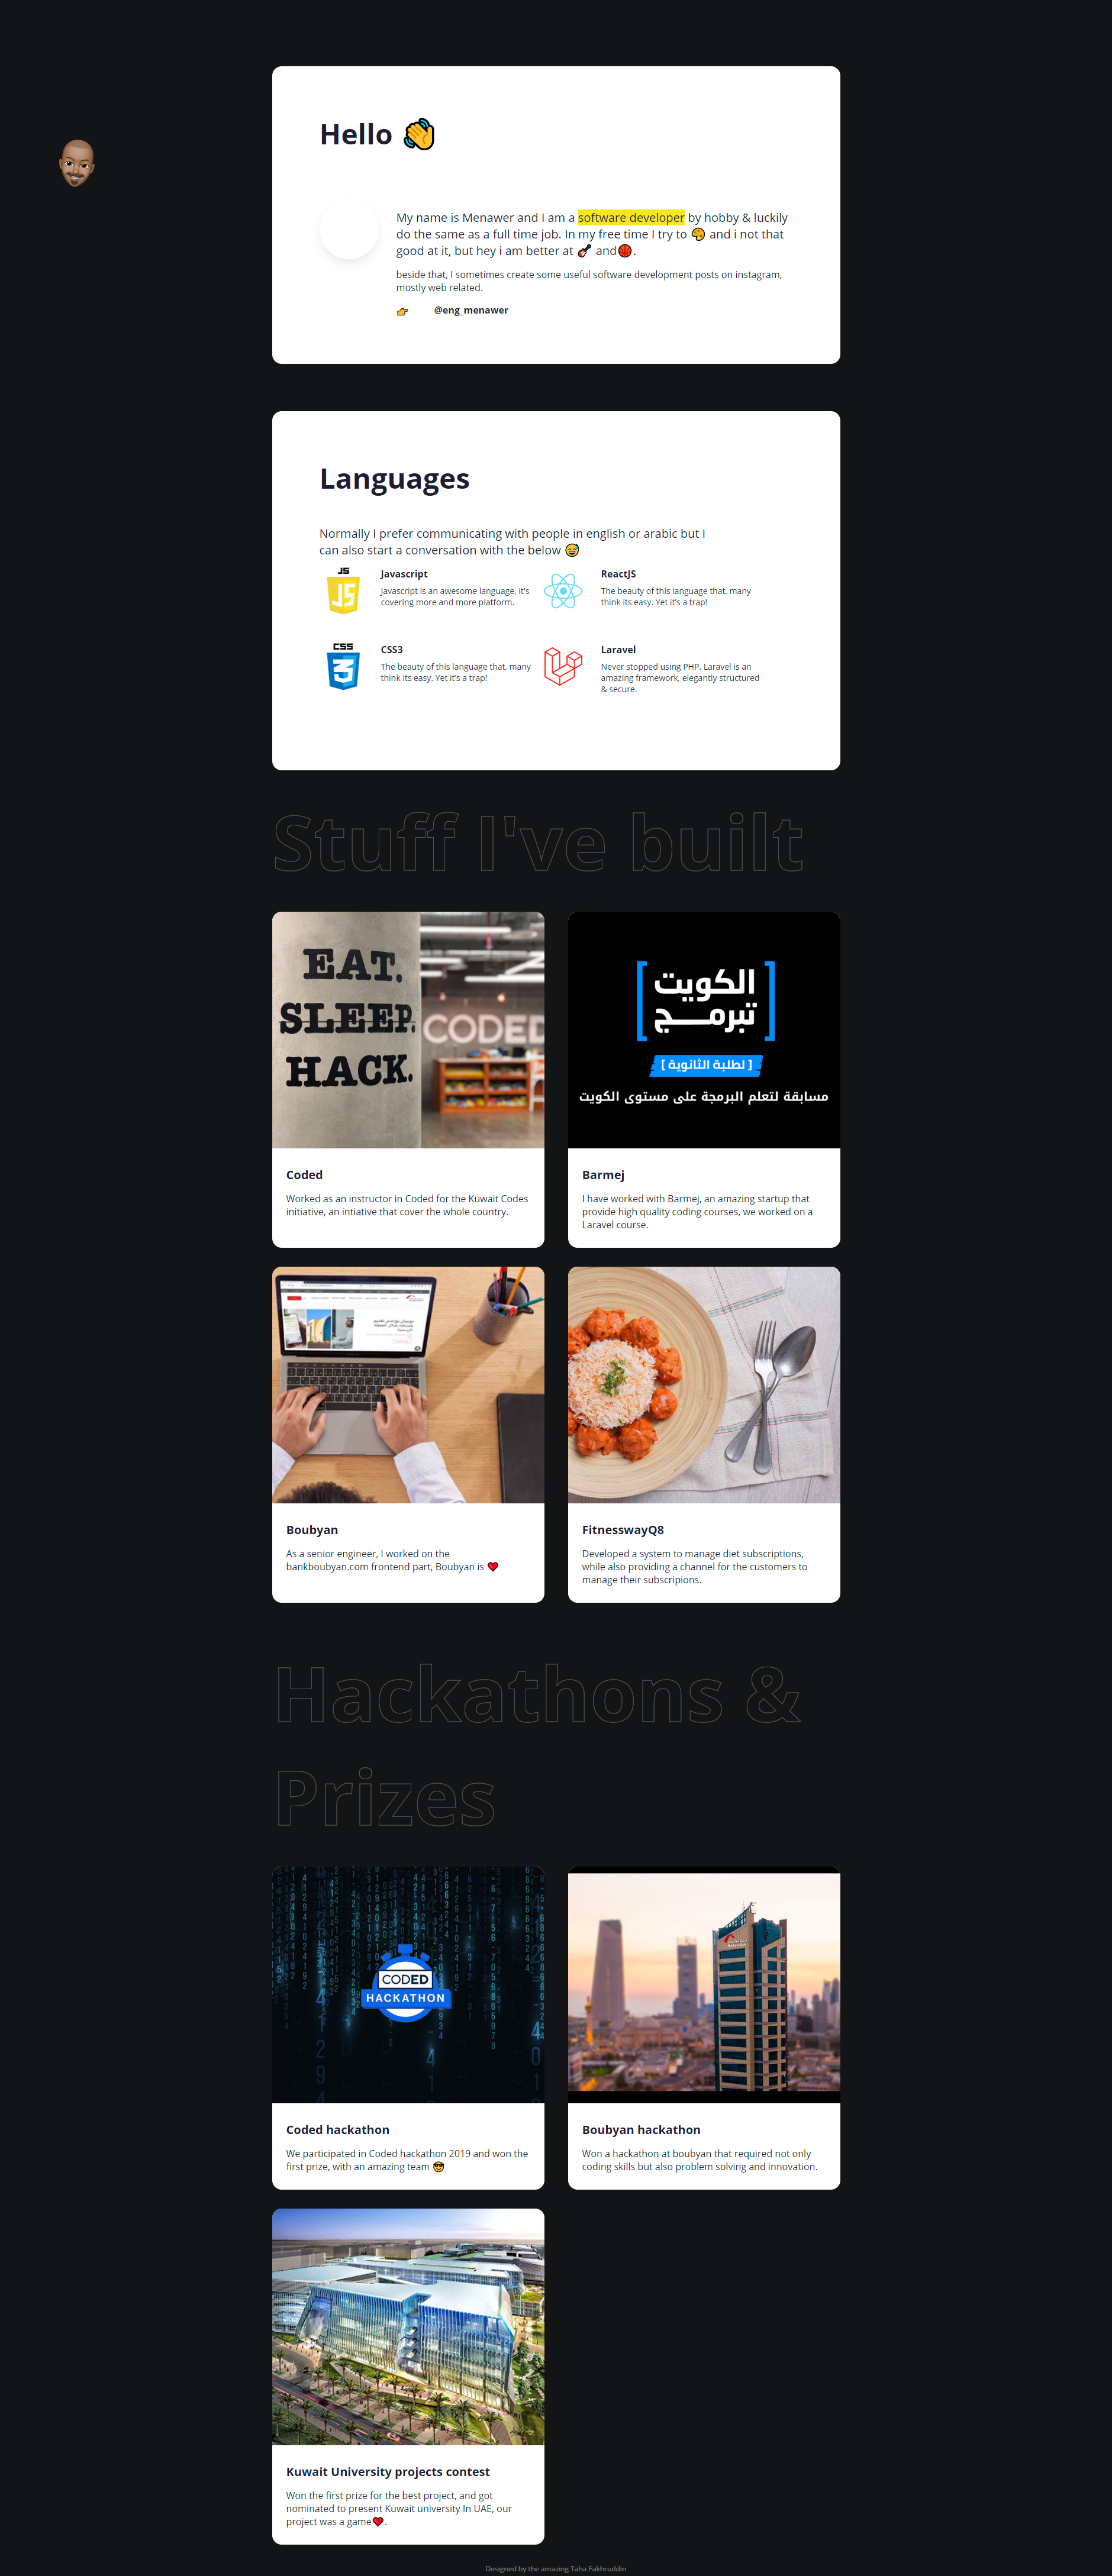 Hello 👋
My name is Menawer and I am a software developer by hobby & luckily
do the same as a full time job. In my free time I try to 🎨 and i not that
good at it, but hey i am better at 🎸 and🏀.
beside that, I sometimes create some useful software development posts on instagram,
mostly web related.
👉 @eng_menawer
Languages
Normally I prefer communicating with people in english or arabic but I
can also start a conversation with the below 😅
JS
Javascript
Javascript is an awesome language. it's
covering more and more platform.
ReactJS
The beauty of this language that, many
think its easy. Yet it's a trap!
CSS
3
CSS3
The beauty of this language that, many
think its easy. Yet it's a trap!
Laravel
Never stopped using PHP. Laravel is an
amazing framework, elegantly structured
& secure.
Stuff I've built
EAT.
SLEEP.
HACK.
CODED
الكويت
تبرمج
[ لطلبة الثانوية ]
مسابقة لتعلم البرمجة على مستوى الكويت
Coded
Worked as an instructor in Coded for the Kuwait Codes
initiative, an intiative that cover the whole country.
Barmej
I have worked with Barmej, an amazing startup that
provide high quality coding courses, we worked on a
Laravel course.
Boubyan
As a senior engineer, I worked on the
bankboubyan.com frontend part, Boubyan is ❤️
FitnesswayQ8
Developed a system to manage diet subscriptions,
while also providing a channel for the customers to
manage their subscripions.
Hackathons &
Prizes
CODED
HACKATHON
Coded hackathon
We participated in Coded hackathon 2019 and won the
first prize, with an amazing team 😎
Boubyan hackathon
Won a hackathon at boubyan that required not only
coding skills but also problem solving and innovation.
Kuwait University projects contest
Won the first prize for the best project, and got
nominated to present Kuwait university In UAE, our
project was a game❤️.
Designed by the amazing Taha Fakhruddin